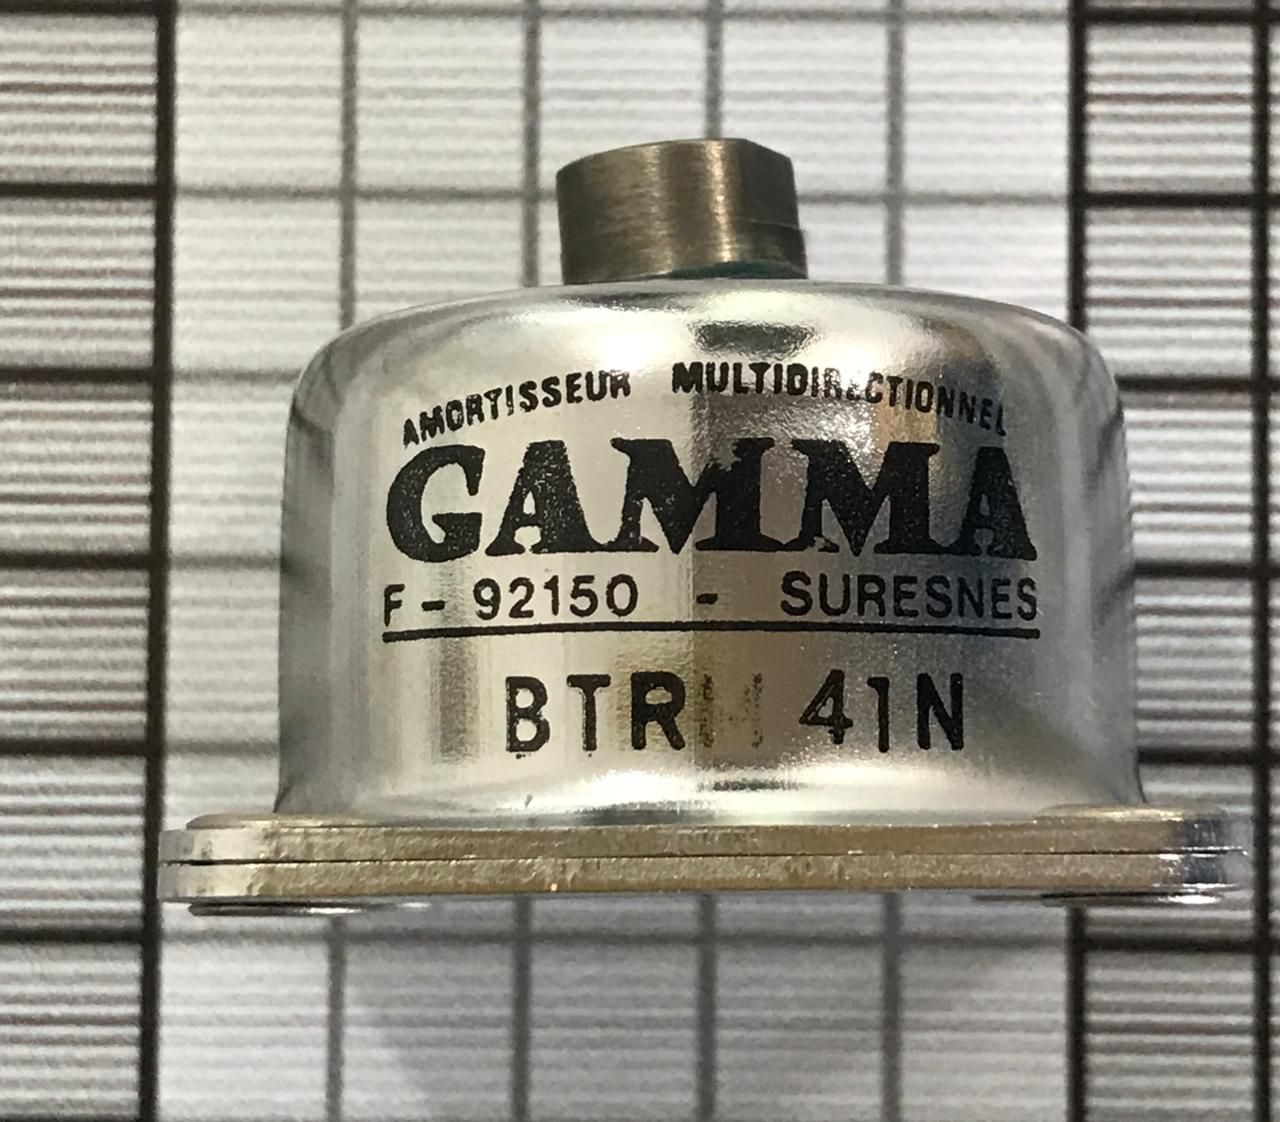 AMORTISSEUR MULTIDIRECTIONNEL
GAMMA
F - 92150 - SURESNES
BTR 41N